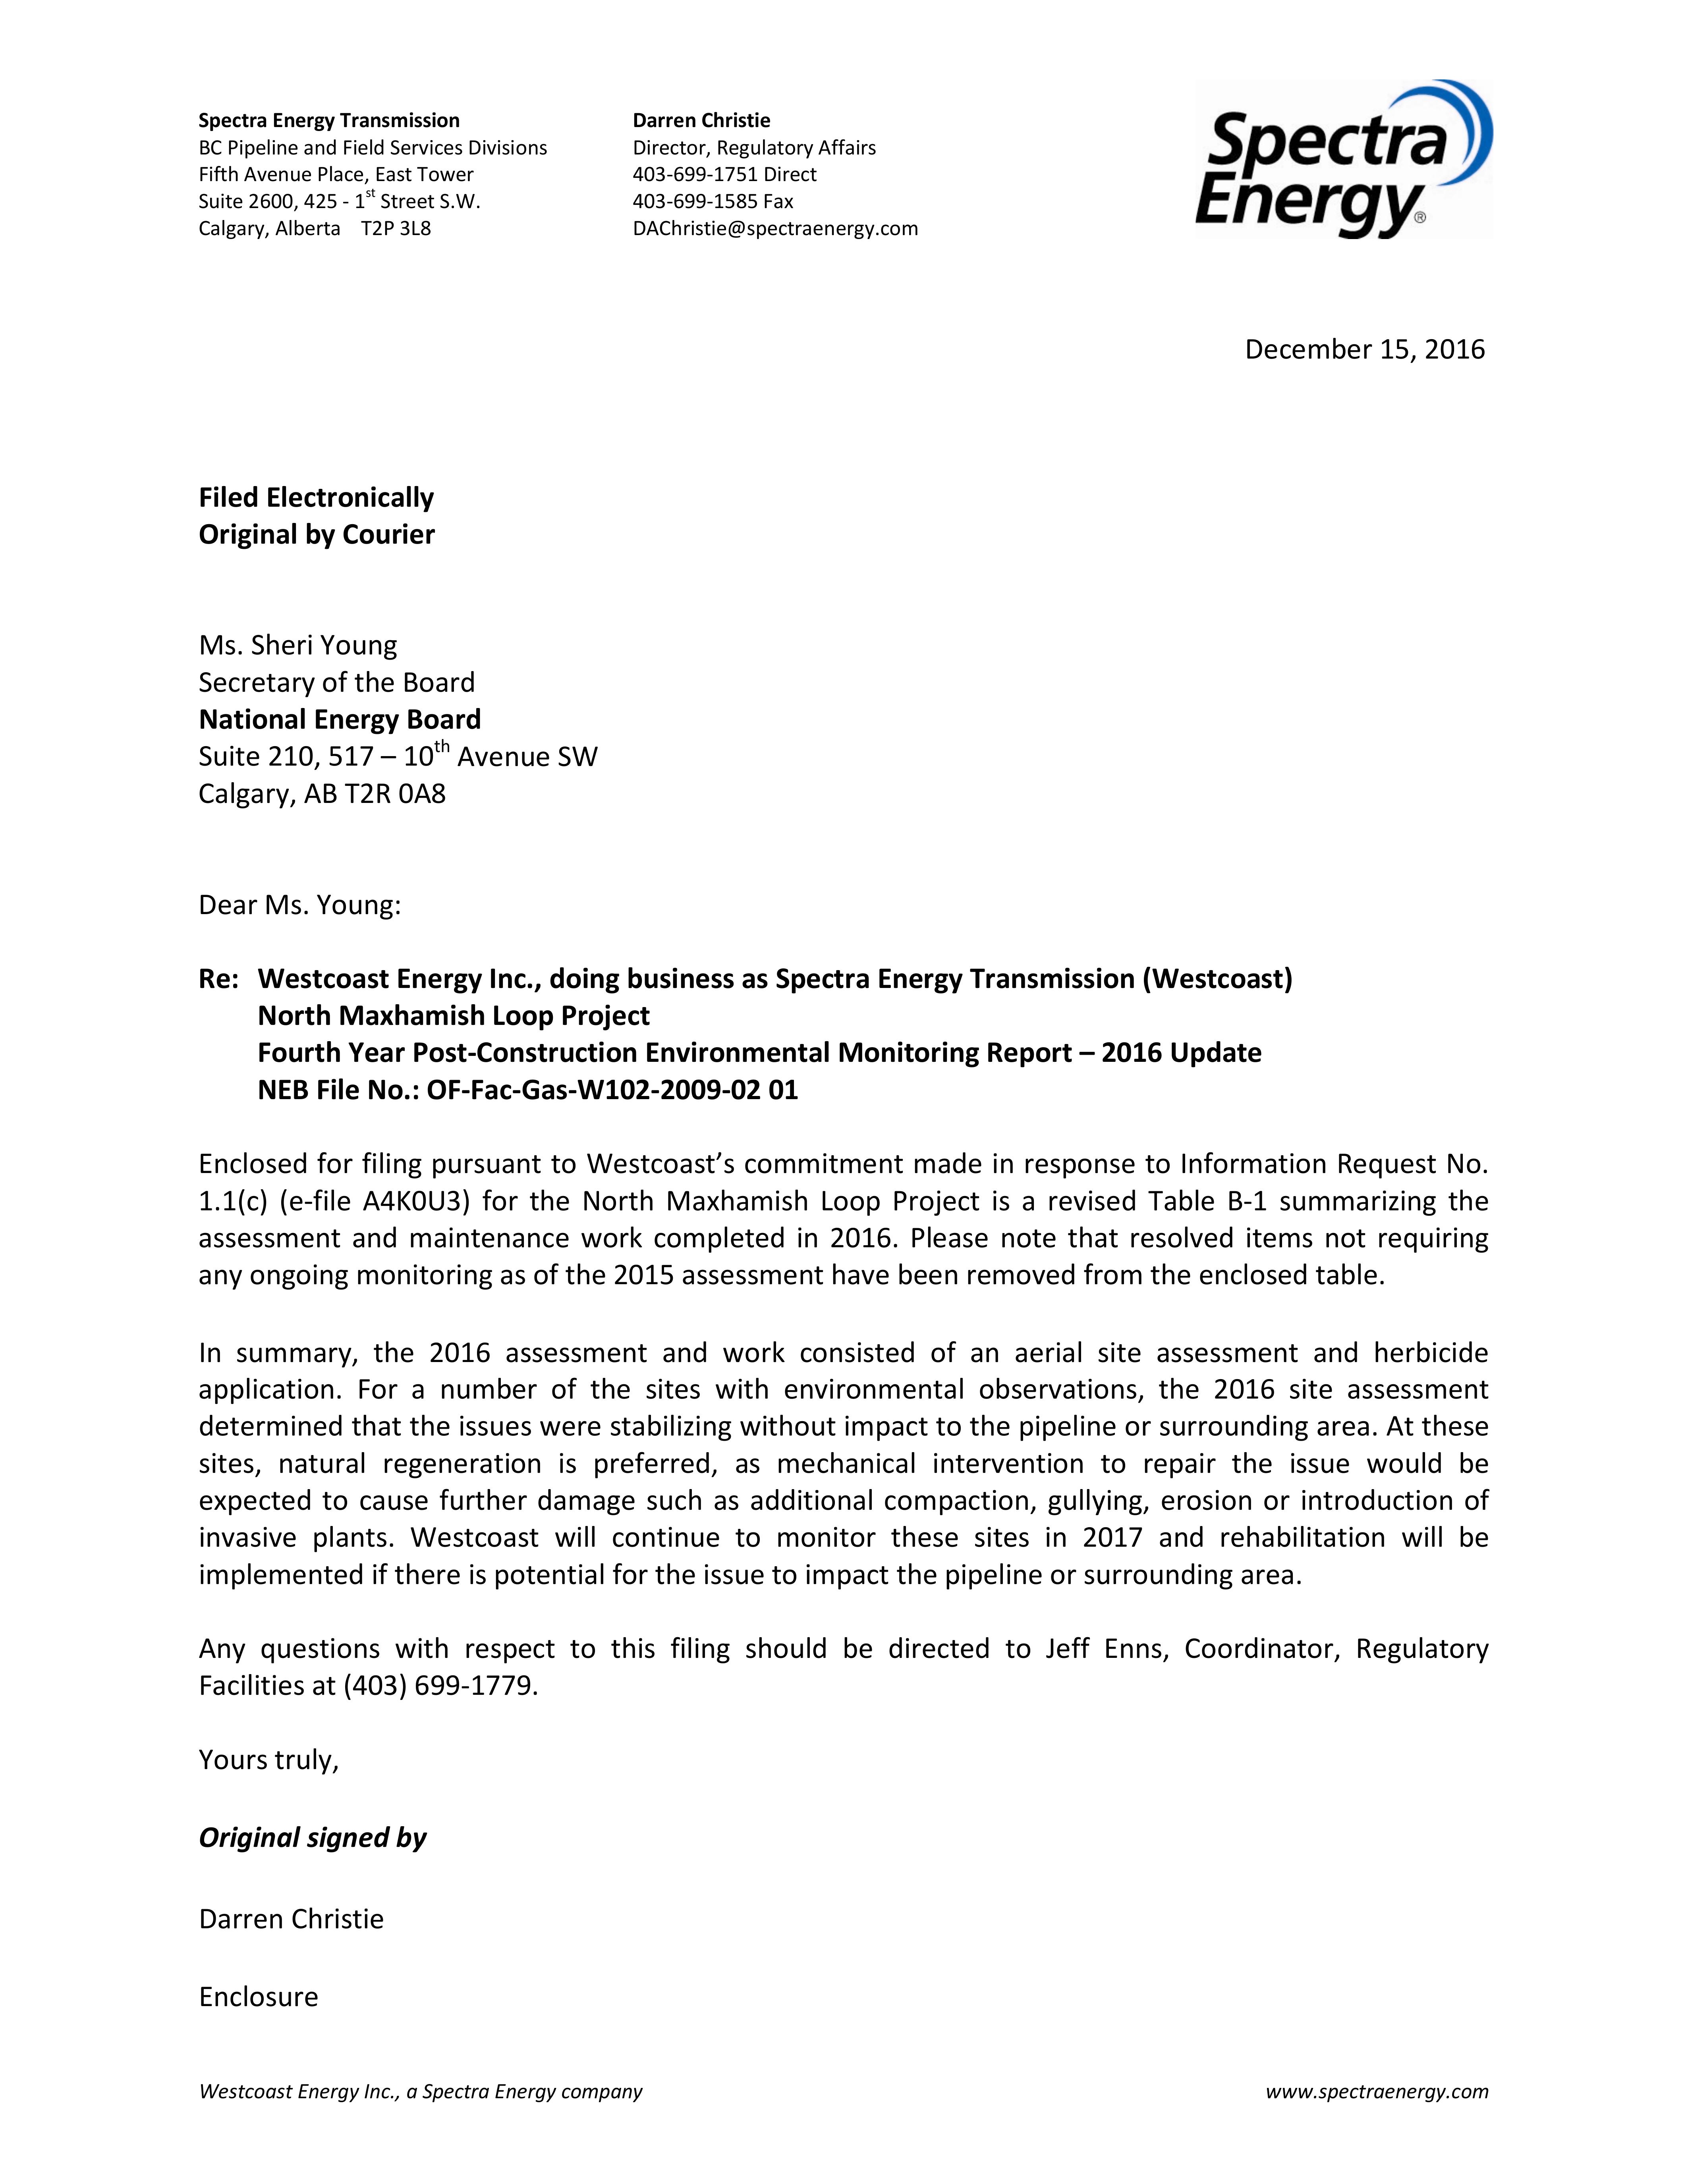 Spectra Energy Transmission
BC Pipeline and Field Services Divisions
Fifth Avenue Place, East Tower
Suite 2600, 425 - 1st Street S.W.
Calgary, Alberta T2P 3L8
Darren Christie
Director, Regulatory Affairs
403-699-1751 Direct
403-699-1585 Fax
DAChristie@spectraenergy.com
Spectra
Energy®
December 15, 2016
Filed Electronically
Original by Courier
Ms. Sheri Young
Secretary of the Board
National Energy Board
Suite 210, 517 – 10th Avenue SW
Calgary, AB T2R 0A8
Dear Ms. Young:
Re: Westcoast Energy Inc., doing business as Spectra Energy Transmission (Westcoast)
North Maxhamish Loop Project
Fourth Year Post-Construction Environmental Monitoring Report – 2016 Update
NEB File No.: OF-Fac-Gas-W102-2009-02 01
Enclosed for filing pursuant to Westcoast’s commitment made in response to Information Request No.
1.1(c) (e-file A4K0U3) for the North Maxhamish Loop Project is a revised Table B-1 summarizing the
assessment and maintenance work completed in 2016. Please note that resolved items not requiring
any ongoing monitoring as of the 2015 assessment have been removed from the enclosed table.
In summary, the 2016 assessment and work consisted of an aerial site assessment and herbicide
application. For a number of the sites with environmental observations, the 2016 site assessment
determined that the issues were stabilizing without impact to the pipeline or surrounding area. At these
sites, natural regeneration is preferred, as mechanical intervention to repair the issue would be
expected to cause further damage such as additional compaction, gullying, erosion or introduction of
invasive plants. Westcoast will continue to monitor these sites in 2017 and rehabilitation will be
implemented if there is potential for the issue to impact the pipeline or surrounding area.
Any questions with respect to this filing should be directed to Jeff Enns, Coordinator, Regulatory
Facilities at (403) 699-1779.
Yours truly,
Original signed by
Darren Christie
Enclosure
Westcoast Energy Inc., a Spectra Energy company
www.spectraenergy.com